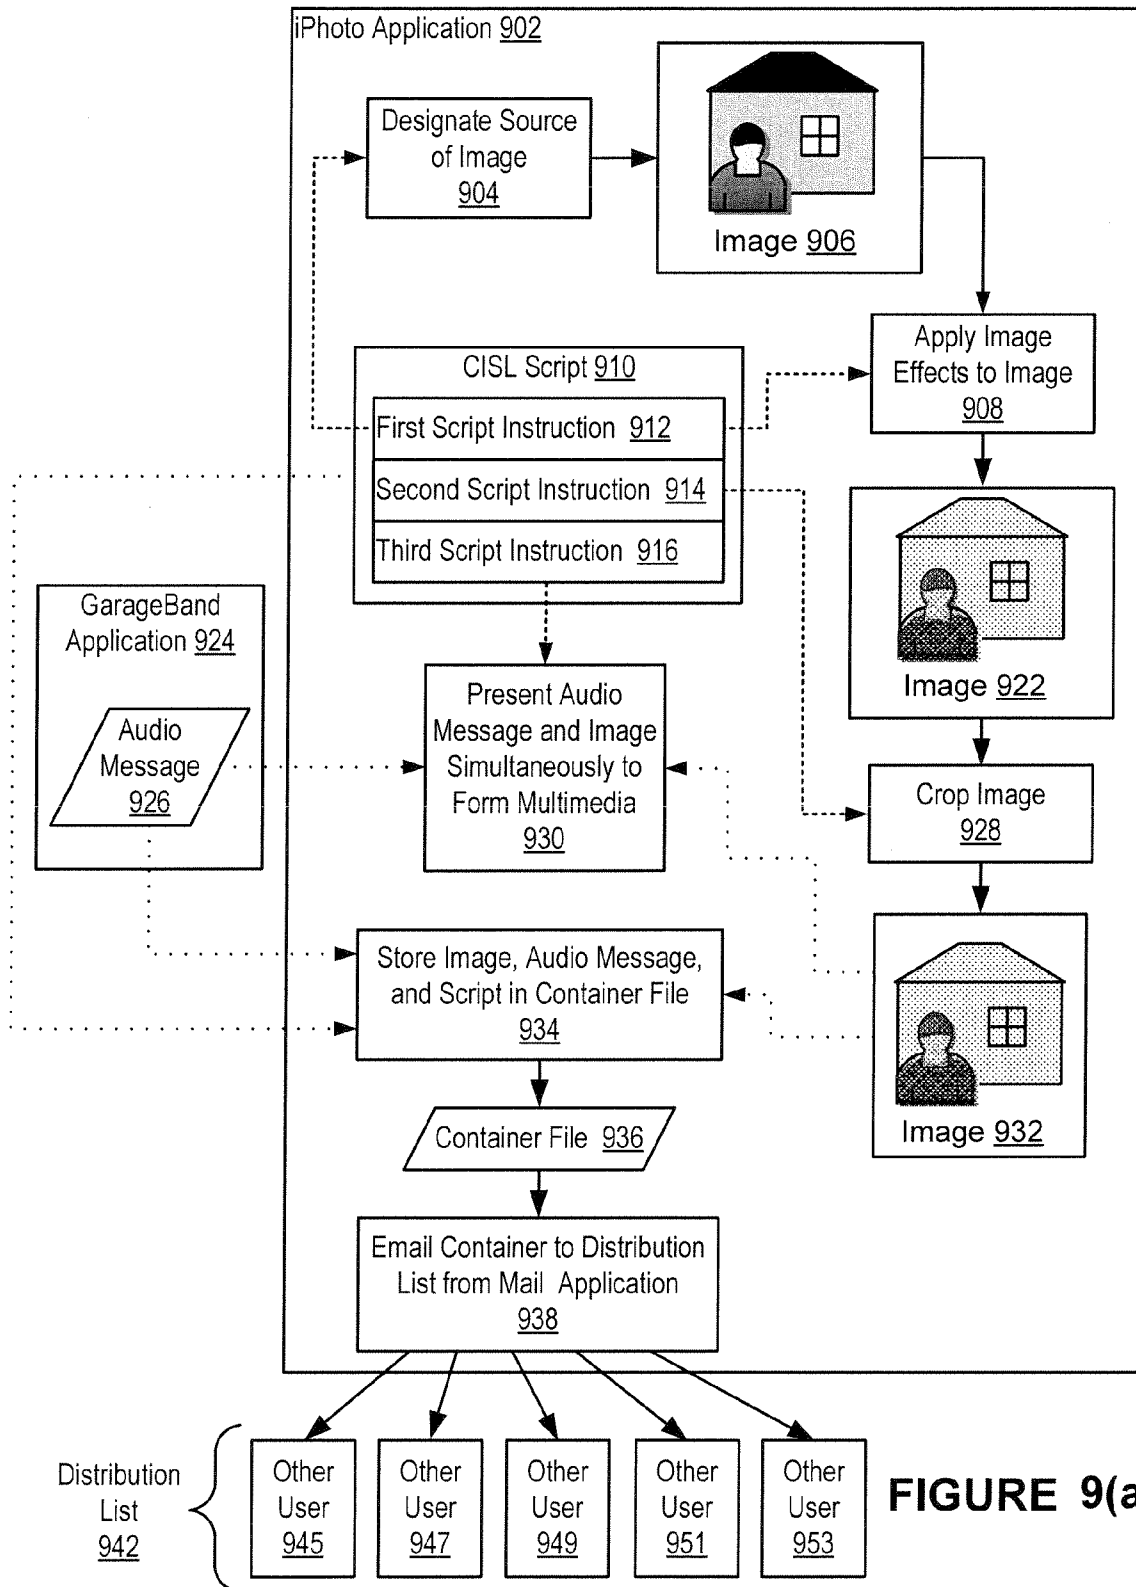 iPhoto Application 902
Designate Source
of Image
904
Image 906
Apply Image
Effects to Image
908
CISL Script 910
First Script Instruction 912
Second Script Instruction 914
Third Script Instruction 916
Image 922
GarageBand
Application 924
Audio
Message
926
Present Audio
Message and Image
Simultaneously to
Form Multimedia
930
Crop Image
928
Image 932
Store Image, Audio Message,
and Script in Container File
934
Container File 936
Email Container to Distribution
List from Mail Application
938
Distribution
List
942
Other
User
945
Other
User
947
Other
User
949
Other
User
951
Other
User
953
FIGURE 9(a